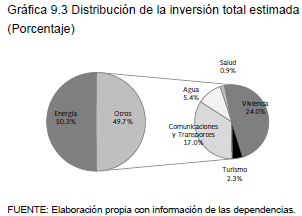 Gráfica 9.3 Distribución de la inversión total estimada
(Porcentaje)
Salud
0.9%
Agua
5.4%
Vivienda
24.0%
Energía
50.3%
Otros
49.7%
Comunicaciones
y Transportes
17.0%
Turismo
2.3%
FUENTE: Elaboración propia con información de las dependencias.